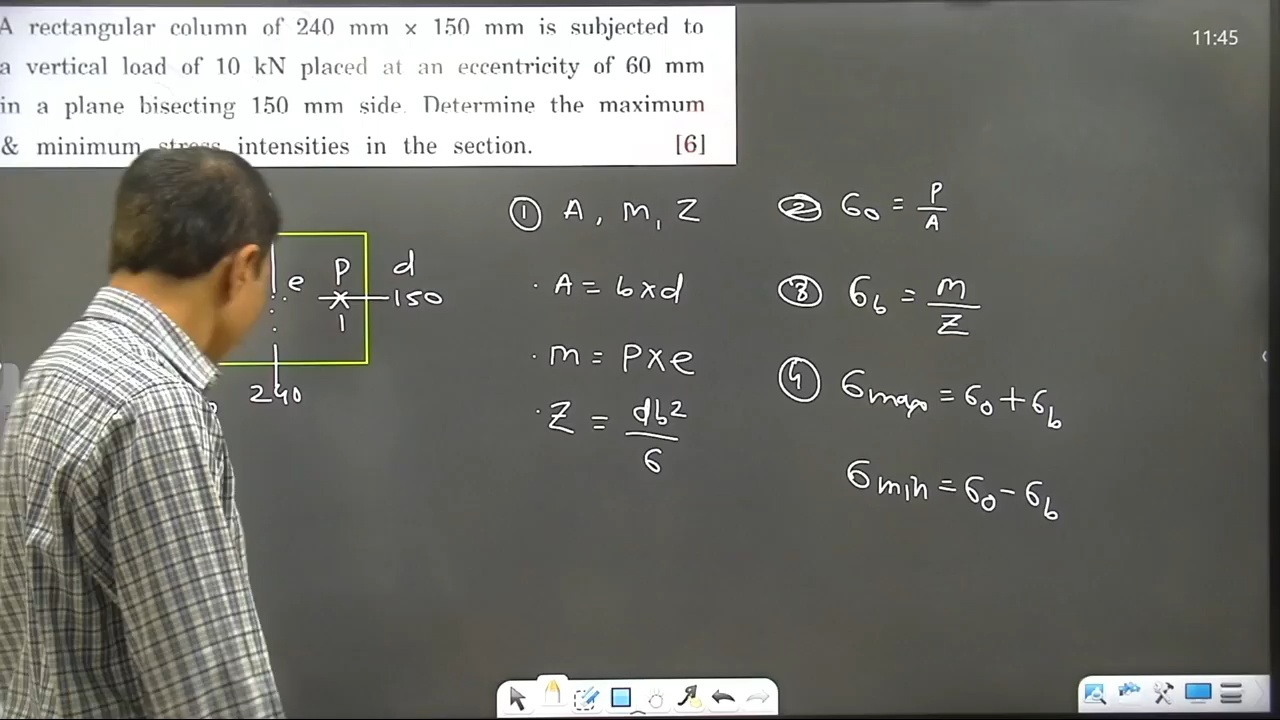 A rectangular column of 240 mm × 150 mm is subjected to
a vertical load of 10 kN placed at an eccentricity of 60 mm
in a plane bisecting 150 mm side. Determine the maximum
& minimum stress intensities in the section. [6]
11:45
e P d
150
240
① A, M, Z
· A = b×d
· M = P×e
· Z = db²/6
② σ₀ = P/A
③ σb = M/Z
④ σmax = σ₀ + σb
σmin = σ₀ - σb